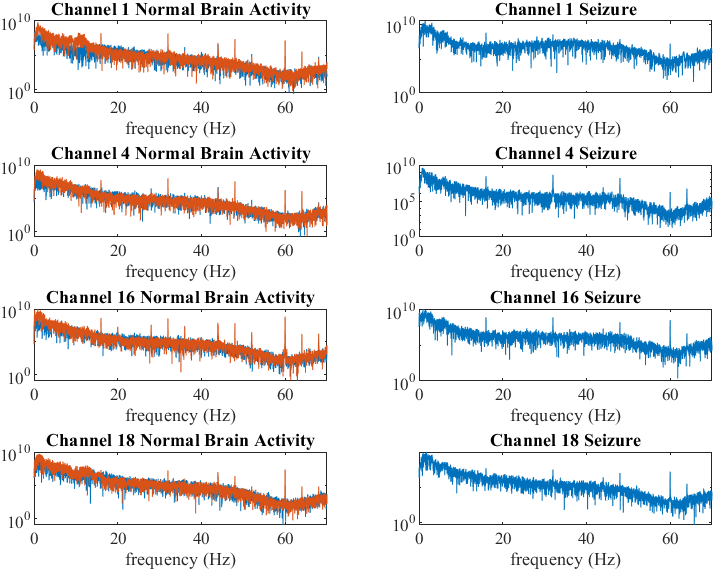 Channel 1 Normal Brain Activity
10^10
10^0
0 20 40 60
frequency (Hz)
Channel 1 Seizure
10^10
10^0
0 20 40 60
frequency (Hz)
Channel 4 Normal Brain Activity
10^10
10^0
0 20 40 60
frequency (Hz)
Channel 4 Seizure
10^10
10^5
10^0
0 20 40 60
frequency (Hz)
Channel 16 Normal Brain Activity
10^10
10^0
0 20 40 60
frequency (Hz)
Channel 16 Seizure
10^10
10^0
0 20 40 60
frequency (Hz)
Channel 18 Normal Brain Activity
10^10
10^0
0 20 40 60
frequency (Hz)
Channel 18 Seizure
10^10
10^0
0 20 40 60
frequency (Hz)